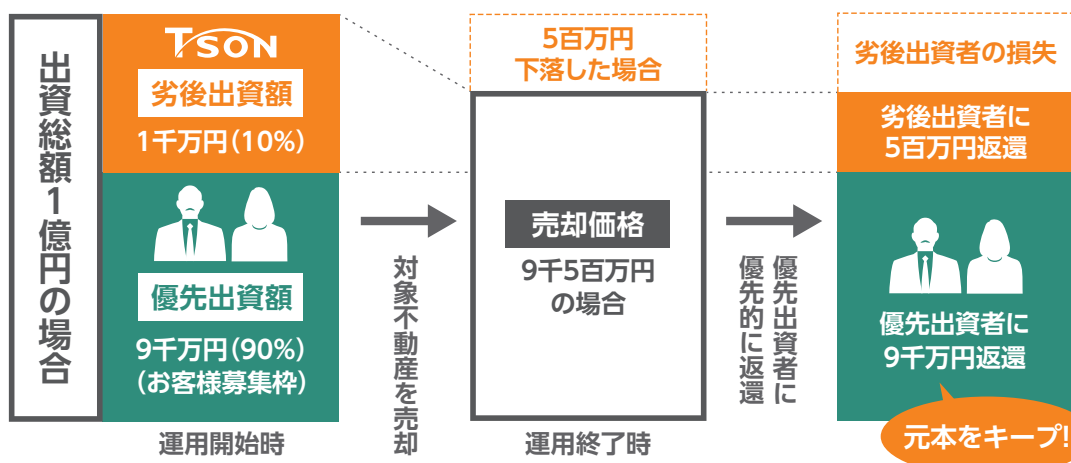 出資総額1億円の場合
TSON
劣後出資額
1千万円(10%)
優先出資額
9千万円(90%)
(お客様募集枠)
運用開始時
対象不動産を売却
5百万円
下落した場合
売却価格
9千5百万円
の場合
運用終了時
優先出資者に
優先的に返還
劣後出資者の損失
劣後出資者に
5百万円返還
優先出資者に
9千万円返還
元本をキープ!